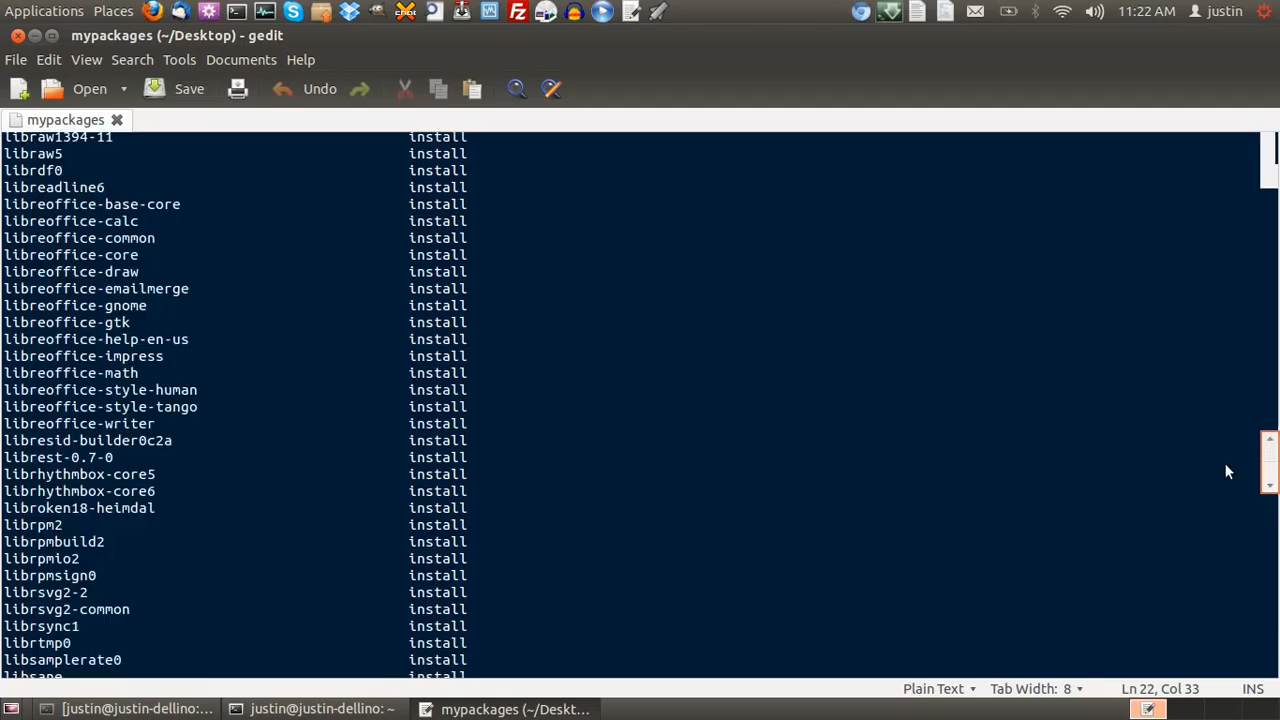 Applications Places 11:22 AM justin
mypackages (~/Desktop) - gedit
File Edit View Search Tools Documents Help
Open Save Undo
mypackages
libraw1394-11 install
libraw5 install
librdf0 install
libreadline6 install
libreoffice-base-core install
libreoffice-calc install
libreoffice-common install
libreoffice-core install
libreoffice-draw install
libreoffice-emailmerge install
libreoffice-gnome install
libreoffice-gtk install
libreoffice-help-en-us install
libreoffice-impress install
libreoffice-math install
libreoffice-style-human install
libreoffice-style-tango install
libreoffice-writer install
libresid-builder0c2a install
librest-0.7-0 install
librhythmbox-core5 install
librhythmbox-core6 install
libroken18-heimdal install
librpm2 install
librpmbuild2 install
librpmio2 install
librpmsign0 install
librsvg2-2 install
librsvg2-common install
librsync1 install
librtmp0 install
libsamplerate0 install
libsane install
Plain Text Tab Width: 8 Ln 22, Col 33 INS
[justin@justin-dellino:... justin@justin-dellino: ~ mypackages (~/Deskt...